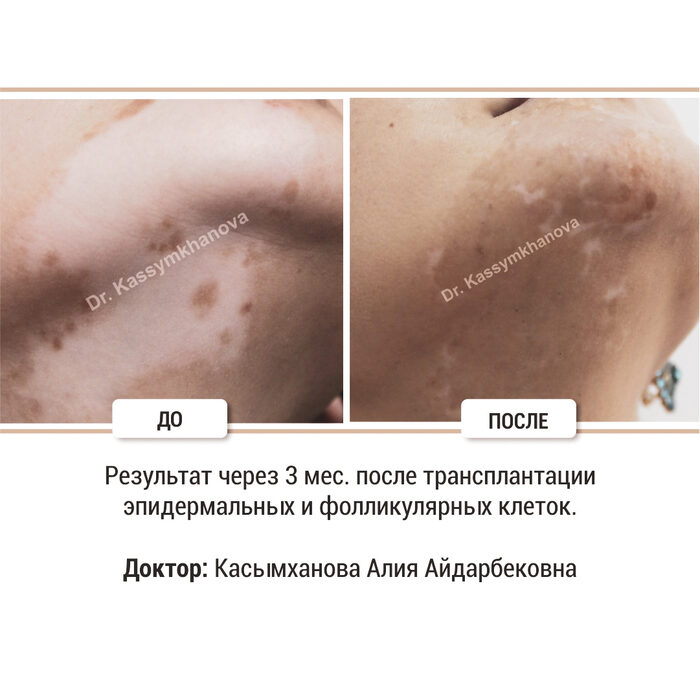 Dr. Kassymkhanova
Dr. Kassymkhanova
ДО
ПОСЛЕ
Результат через 3 мес. после трансплантации
эпидермальных и фолликулярных клеток.
Доктор: Касымханова Алия Айдарбековна